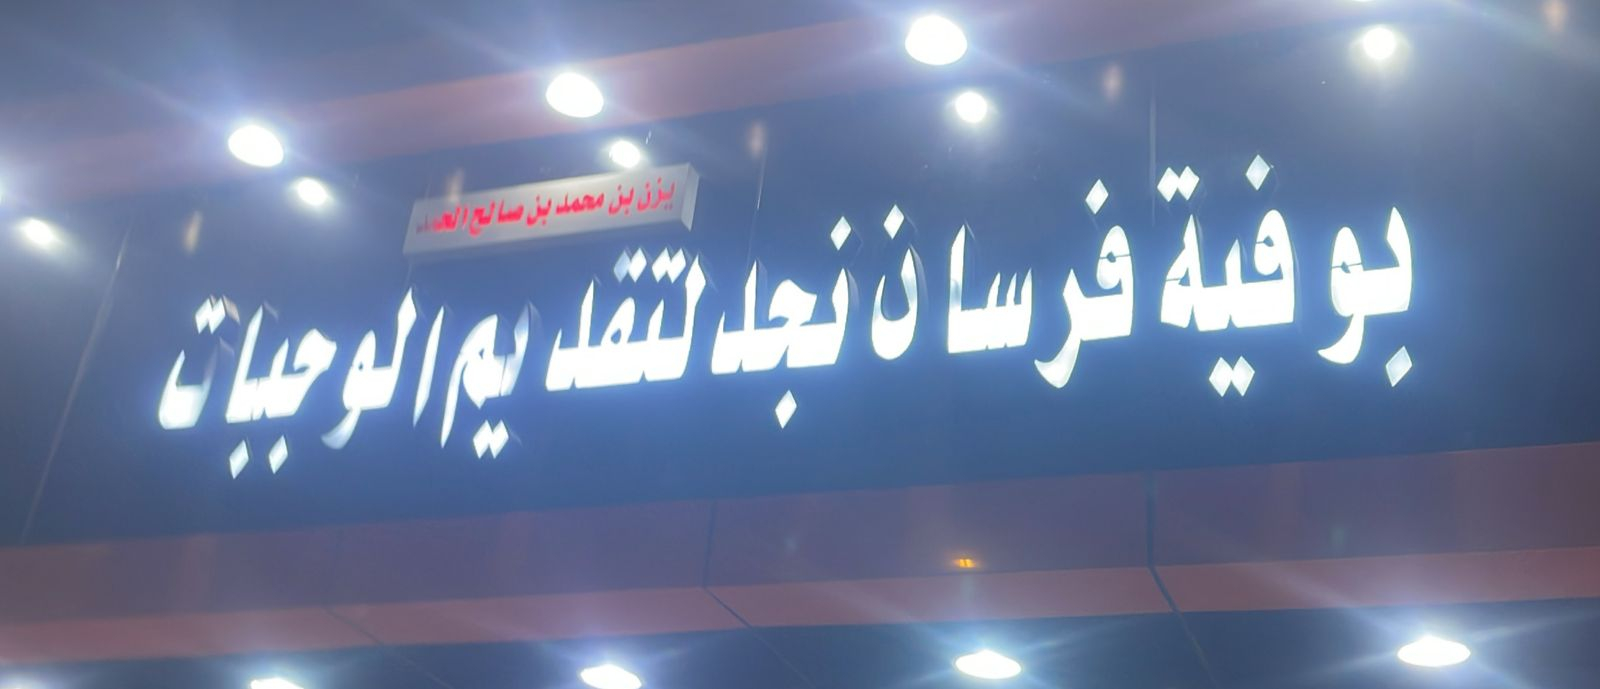 يزن بن محمد بن صالح
بوفية فرسان نجد لتقديم الوجبات